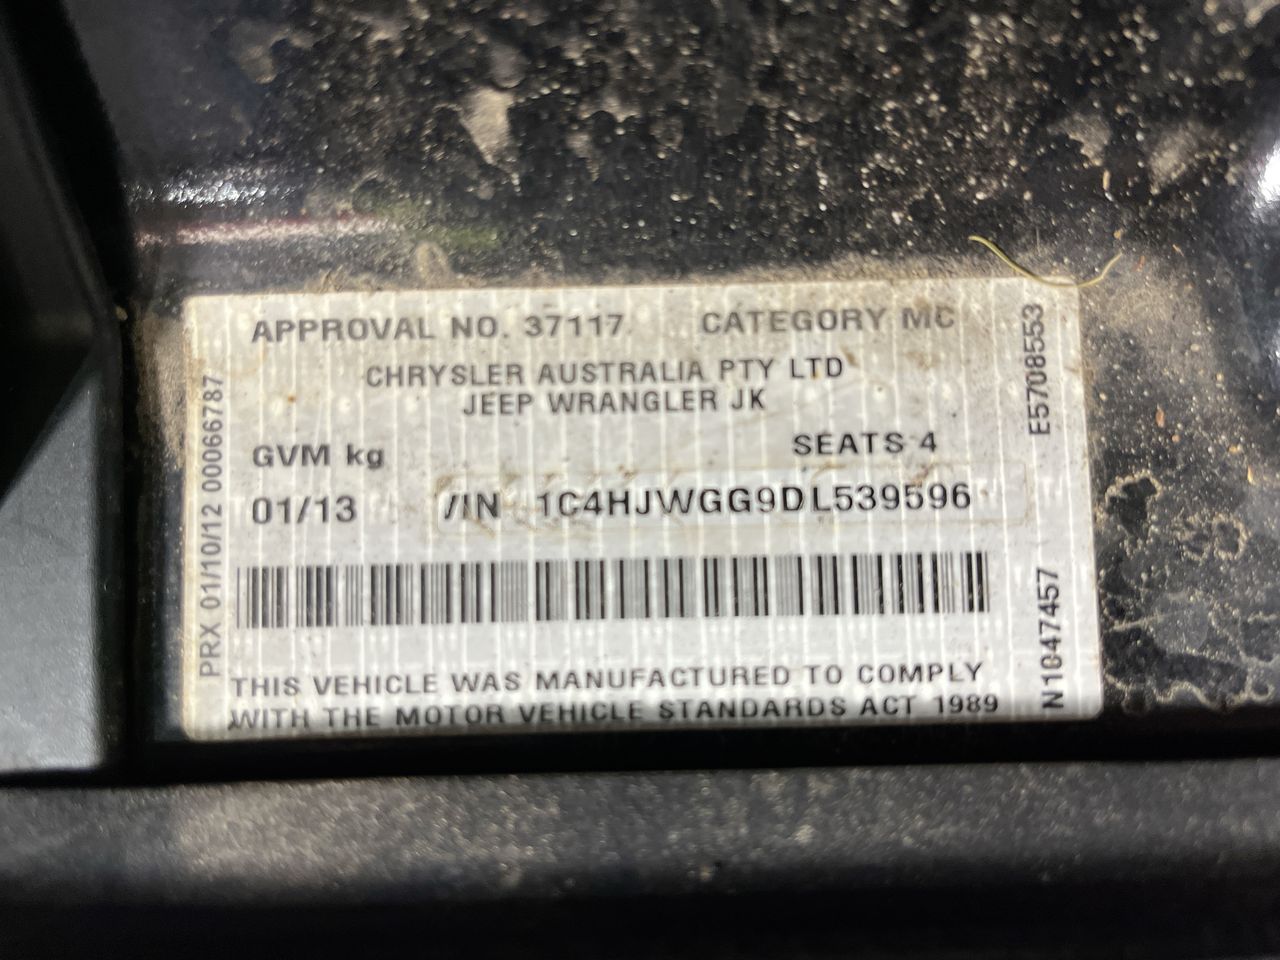 APPROVAL NO. 37117 CATEGORY MC
CHRYSLER AUSTRALIA PTY LTD
JEEP WRANGLER JK
GVM kg SEATS 4
01/13 /IN 1C4HJWGG9DL539596
THIS VEHICLE WAS MANUFACTURED TO COMPLY
WITH THE MOTOR VEHICLE STANDARDS ACT 1989
PRX 01/10/12 00066787
E5708553
N1047457